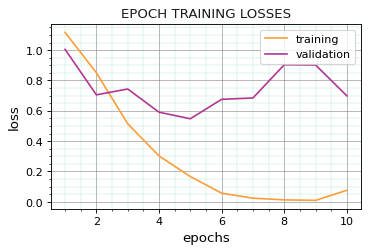 EPOCH TRAINING LOSSES
training
validation
loss
1.0
0.8
0.6
0.4
0.2
0.0
2 4 6 8 10
epochs